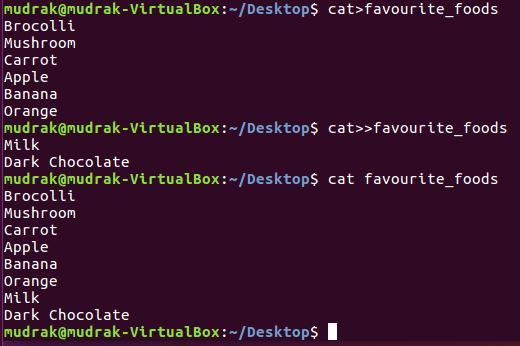 mudrak@mudrak-VirtualBox:~/Desktop$ cat>favourite_foods
Brocolli
Mushroom
Carrot
Apple
Banana
Orange
mudrak@mudrak-VirtualBox:~/Desktop$ cat>>favourite_foods
Milk
Dark Chocolate
mudrak@mudrak-VirtualBox:~/Desktop$ cat favourite_foods
Brocolli
Mushroom
Carrot
Apple
Banana
Orange
Milk
Dark Chocolate
mudrak@mudrak-VirtualBox:~/Desktop$